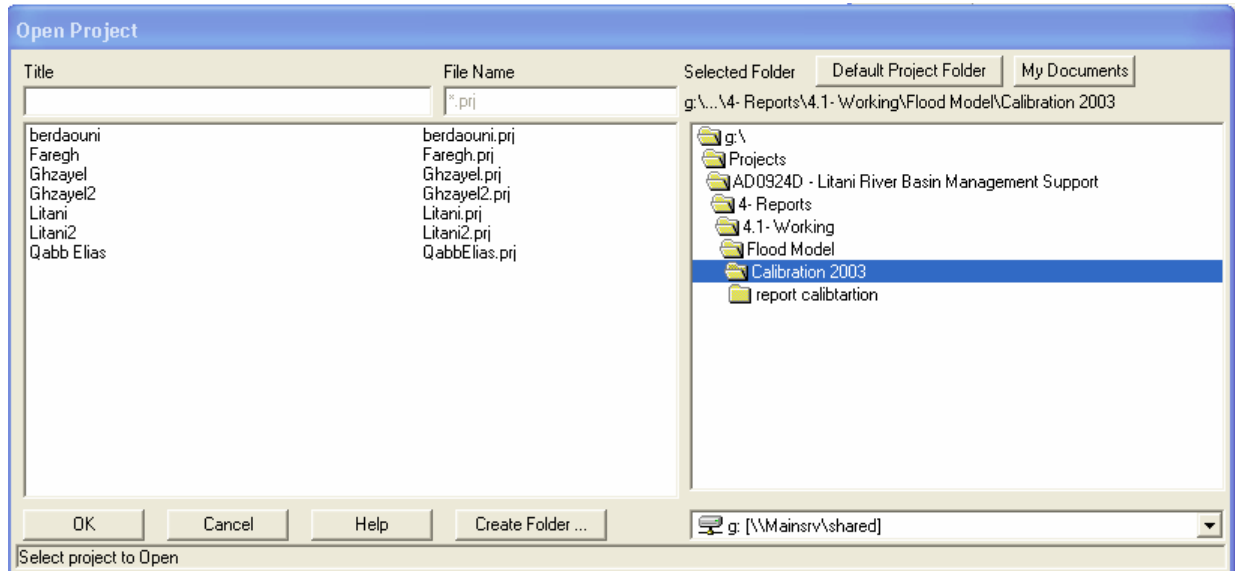 Open Project
Title File Name Selected Folder Default Project Folder My Documents
*.prj g:\...\4- Reports\4.1- Working\Flood Model\Calibration 2003
berdaouni berdaouni.prj
Faregh Faregh.prj
Ghzayel Ghzayel.prj
Ghzayel2 Ghzayel2.prj
Litani Litani.prj
Litani2 Litani2.prj
Qabb Elias QabbElias.prj
g:\
Projects
AD0924D - Litani River Basin Management Support
4- Reports
4.1- Working
Flood Model
Calibration 2003
report calibtartion
OK Cancel Help Create Folder ... g: [\\Mainsrv\shared]
Select project to Open